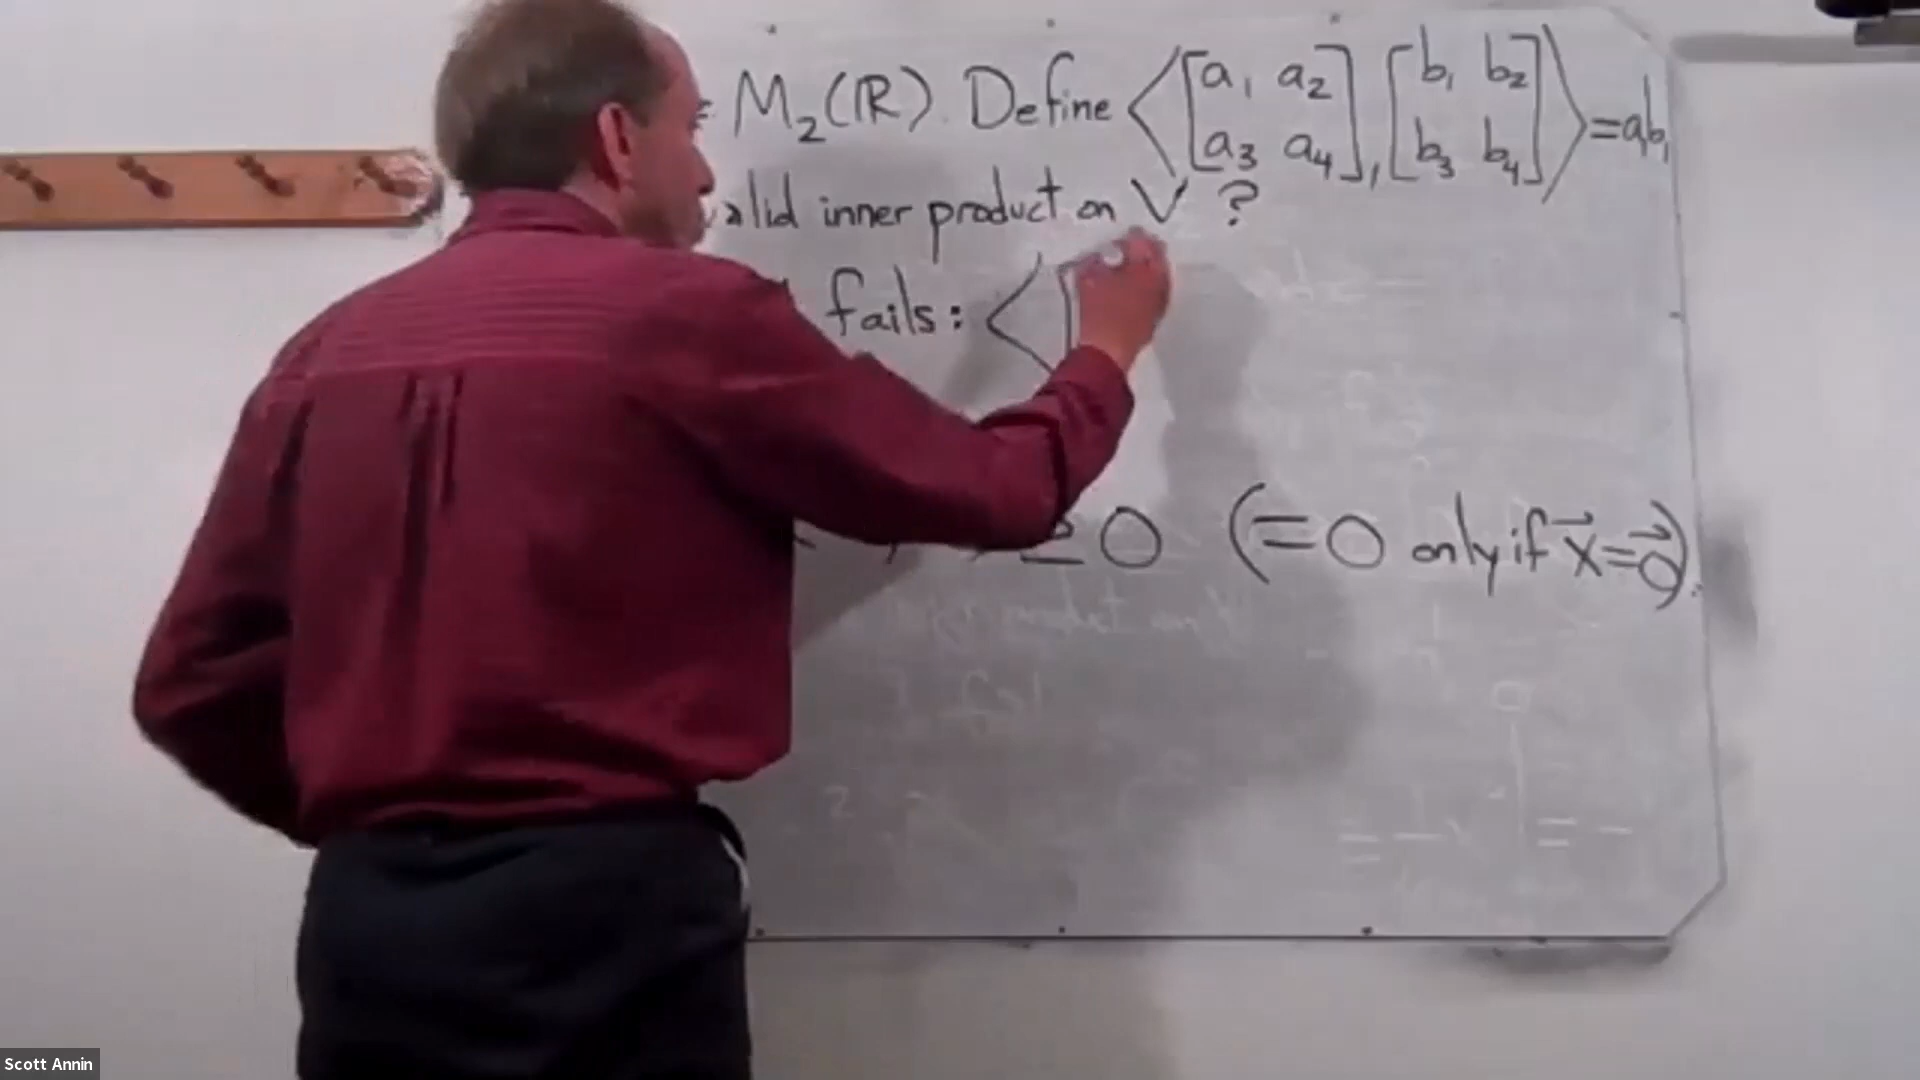 = M₂(ℝ). Define ⟨[a₁ a₂
a₃ a₄], [b₁ b₂
b₃ b₄]⟩ = a₁b₁
valid inner product on V ?
fails: ⟨[
≥ 0 (=0 only if x⃗=0⃗).
Scott Annin